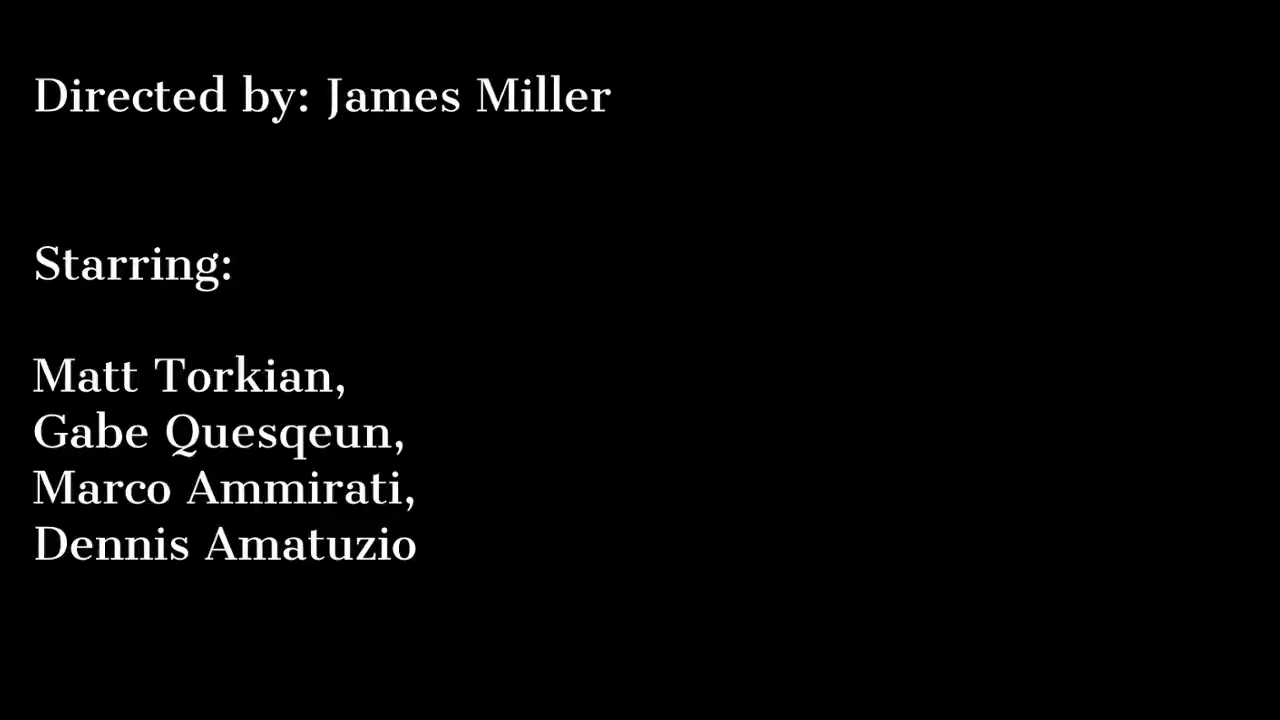 Directed by: James Miller
Starring:
Matt Torkian,
Gabe Quesqeun,
Marco Ammirati,
Dennis Amatuzio